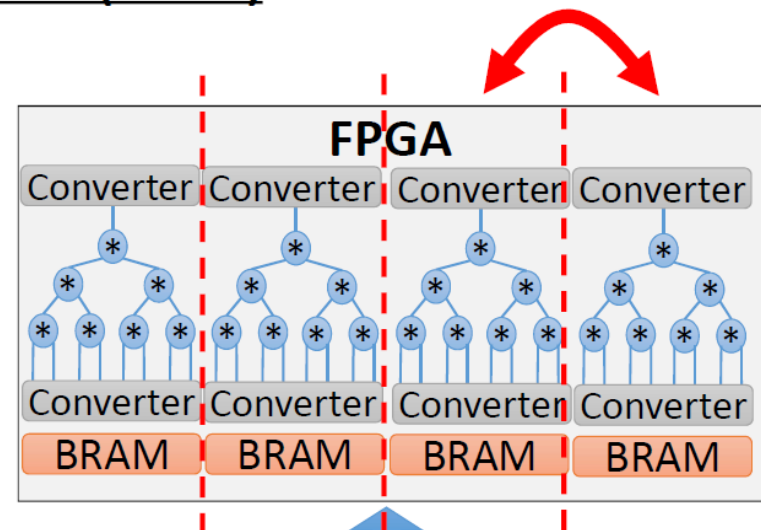 FPGA
Converter Converter Converter Converter
* * * *
* * * * * * * *
* * * * * * * * * * * * * * * *
Converter Converter Converter Converter
BRAM BRAM BRAM BRAM